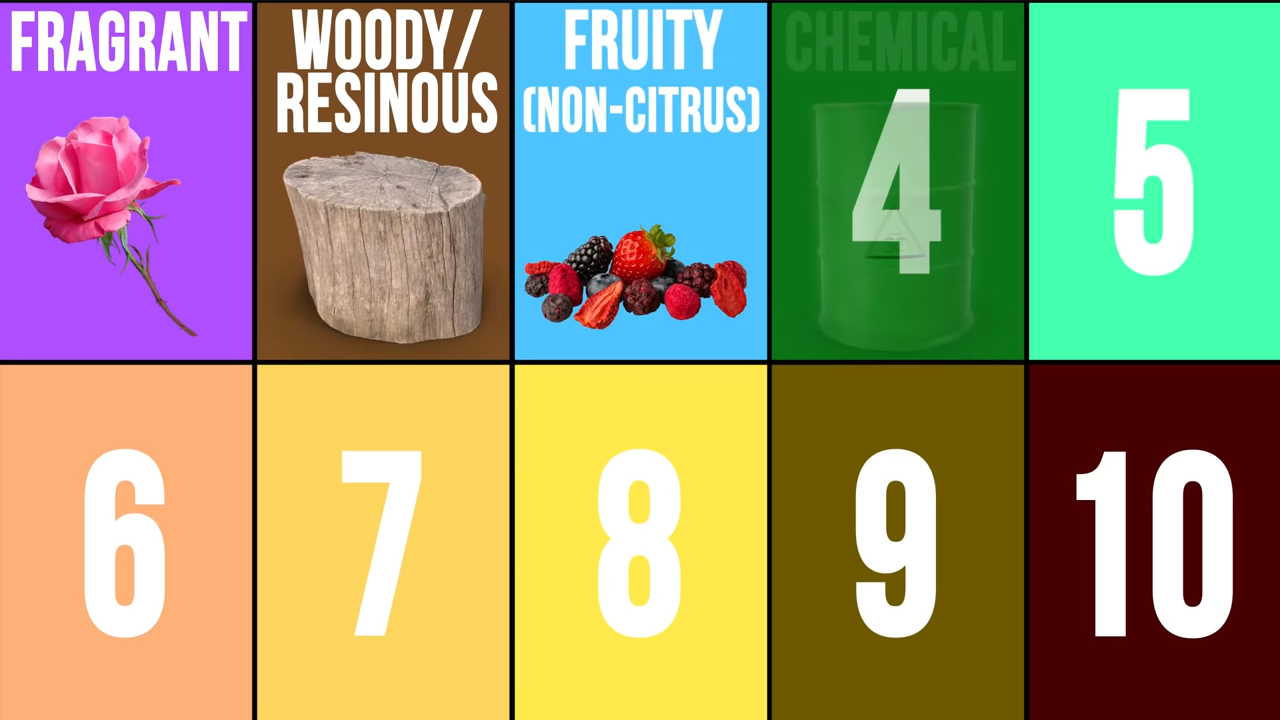 FRAGRANT
WOODY/
RESINOUS
FRUITY
(NON-CITRUS)
CHEMICAL
4
5
6
7
8
9
10